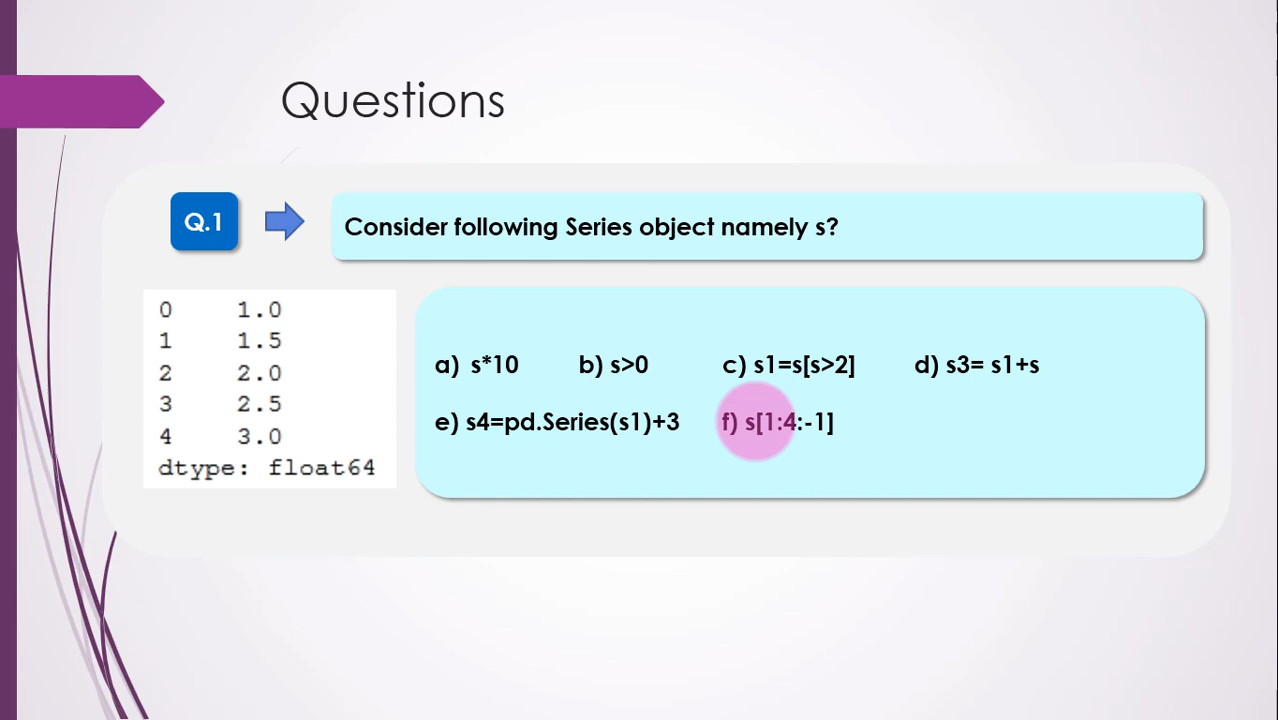 Questions
Q.1
Consider following Series object namely s?
0 1.0
1 1.5
2 2.0
3 2.5
4 3.0
dtype: float64
a) s*10 b) s>0 c) s1=s[s>2] d) s3= s1+s
e) s4=pd.Series(s1)+3 f) s[1:4:-1]